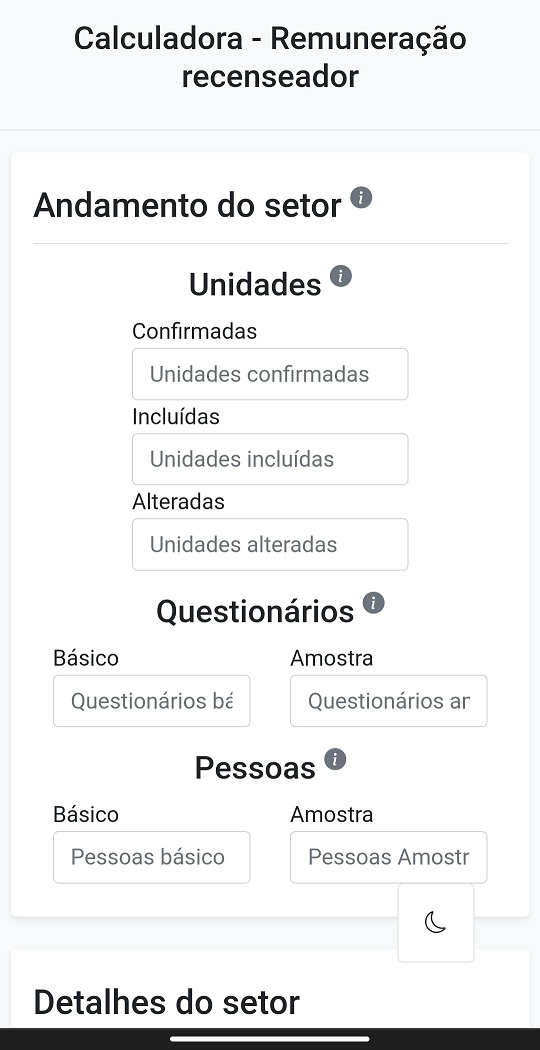 Calculadora - Remuneração
recenseador
Andamento do setor
Unidades
Confirmadas
Unidades confirmadas
Incluídas
Unidades incluídas
Alteradas
Unidades alteradas
Questionários
Básico Amostra
Questionários bá Questionários ar
Pessoas
Básico Amostra
Pessoas básico Pessoas Amostr
Detalhes do setor